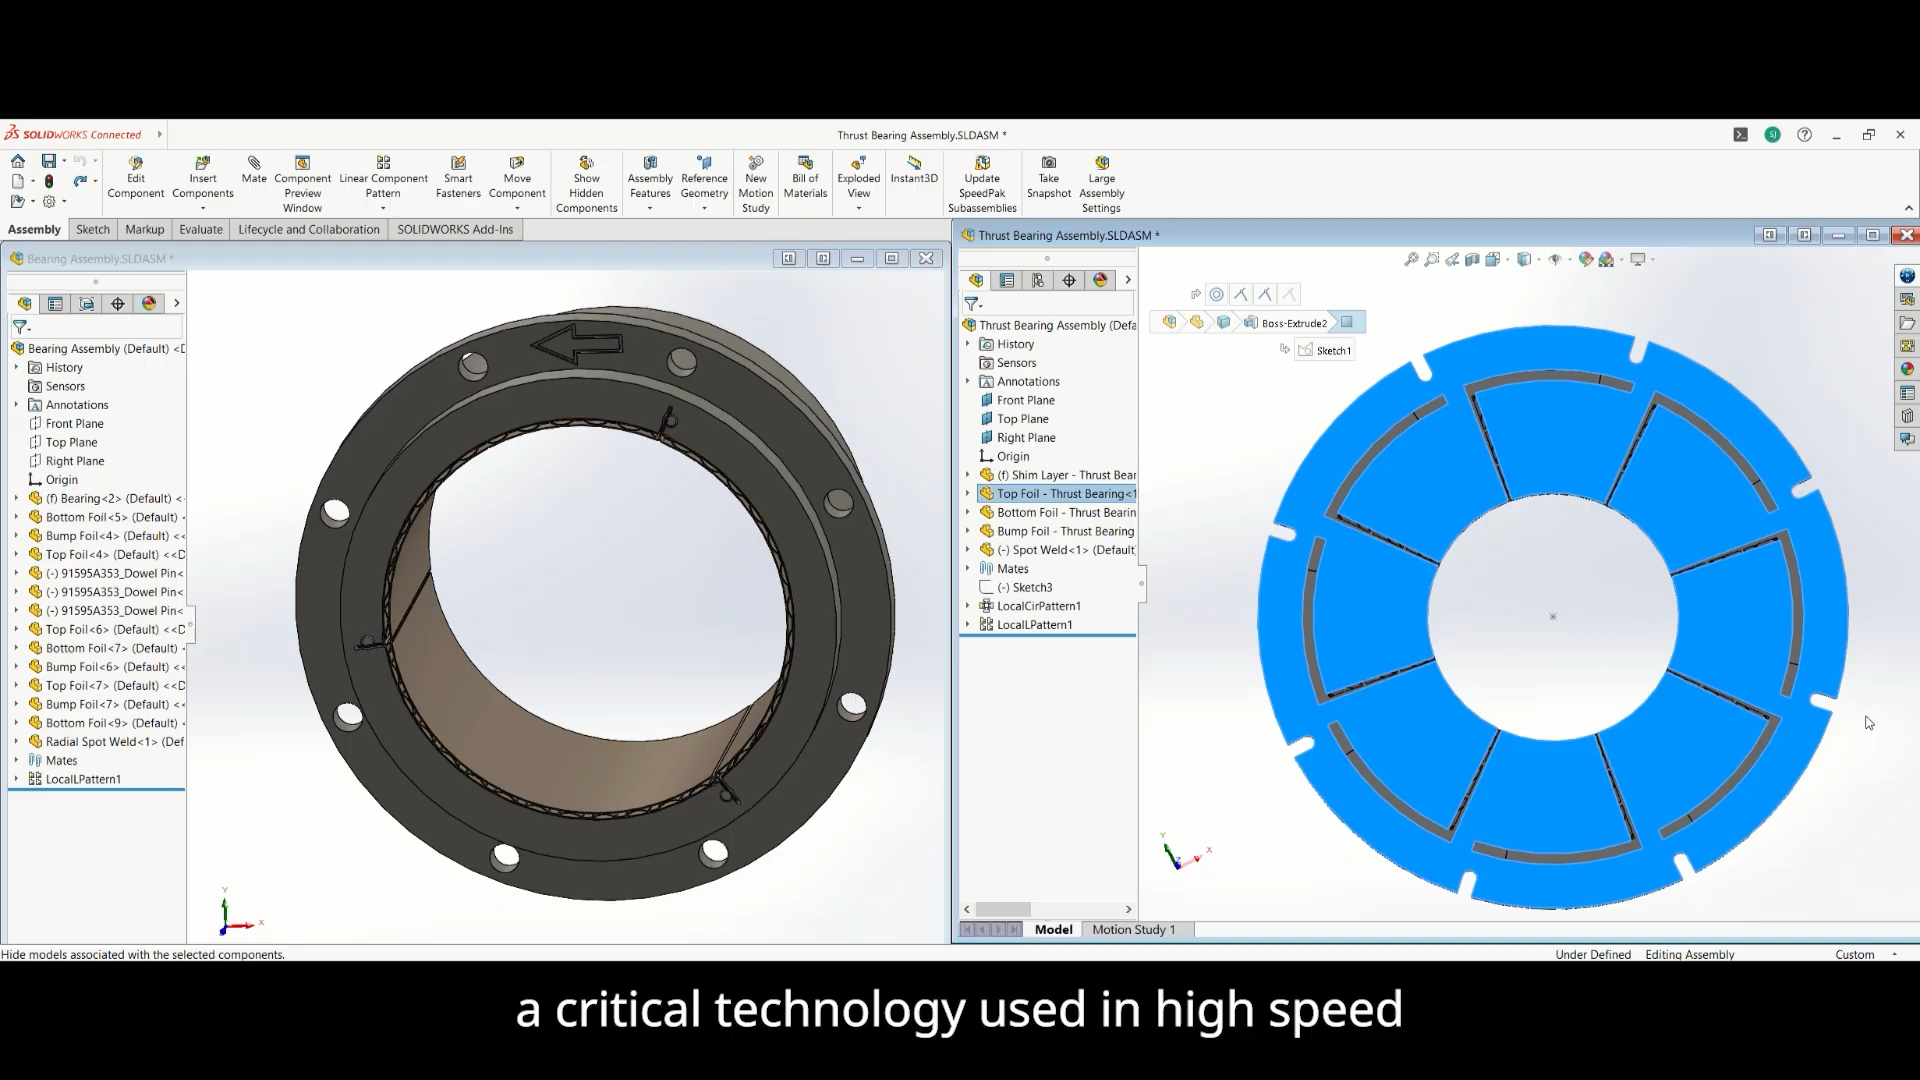 SOLIDWORKS Connected
Thrust Bearing Assembly.SLDASM *
SJ
Edit Component
Insert Components
Mate
Component Preview Window
Linear Component Pattern
Smart Fasteners
Move Component
Show Hidden Components
Assembly Features
Reference Geometry
New Motion Study
Bill of Materials
Exploded View
Instant3D
Update SpeedPak Subassemblies
Take Snapshot
Large Assembly Settings
Assembly Sketch Markup Evaluate Lifecycle and Collaboration SOLIDWORKS Add-Ins
Bearing Assembly.SLDASM *
Bearing Assembly (Default) <D
History
Sensors
Annotations
Front Plane
Top Plane
Right Plane
Origin
(f) Bearing<2> (Default) <
Bottom Foil<5> (Default)
Bump Foil<4> (Default) <
Top Foil<4> (Default) <<D
(-) 91595A353_Dowel Pin<
(-) 91595A353_Dowel Pin<
(-) 91595A353_Dowel Pin<
Top Foil<6> (Default) <<D
Bottom Foil<7> (Default)
Bump Foil<6> (Default) <<
Top Foil<7> (Default) <<D
Bump Foil<7> (Default) <<
Bottom Foil<9> (Default) <
Radial Spot Weld<1> (Def
Mates
LocalLPattern1
Y
X
Thrust Bearing Assembly.SLDASM *
Thrust Bearing Assembly (Defa
History
Sensors
Annotations
Front Plane
Top Plane
Right Plane
Origin
(f) Shim Layer - Thrust Bear
Top Foil - Thrust Bearing<1
Bottom Foil - Thrust Bearin
Bump Foil - Thrust Bearing
(-) Spot Weld<1> (Default)
Mates
(-) Sketch3
LocalCirPattern1
LocalLPattern1
Boss-Extrude2
Sketch1
Y
X
Z
Model Motion Study 1
Hide models associated with the selected components.
Under Defined Editing Assembly Custom
a critical technology used in high speed